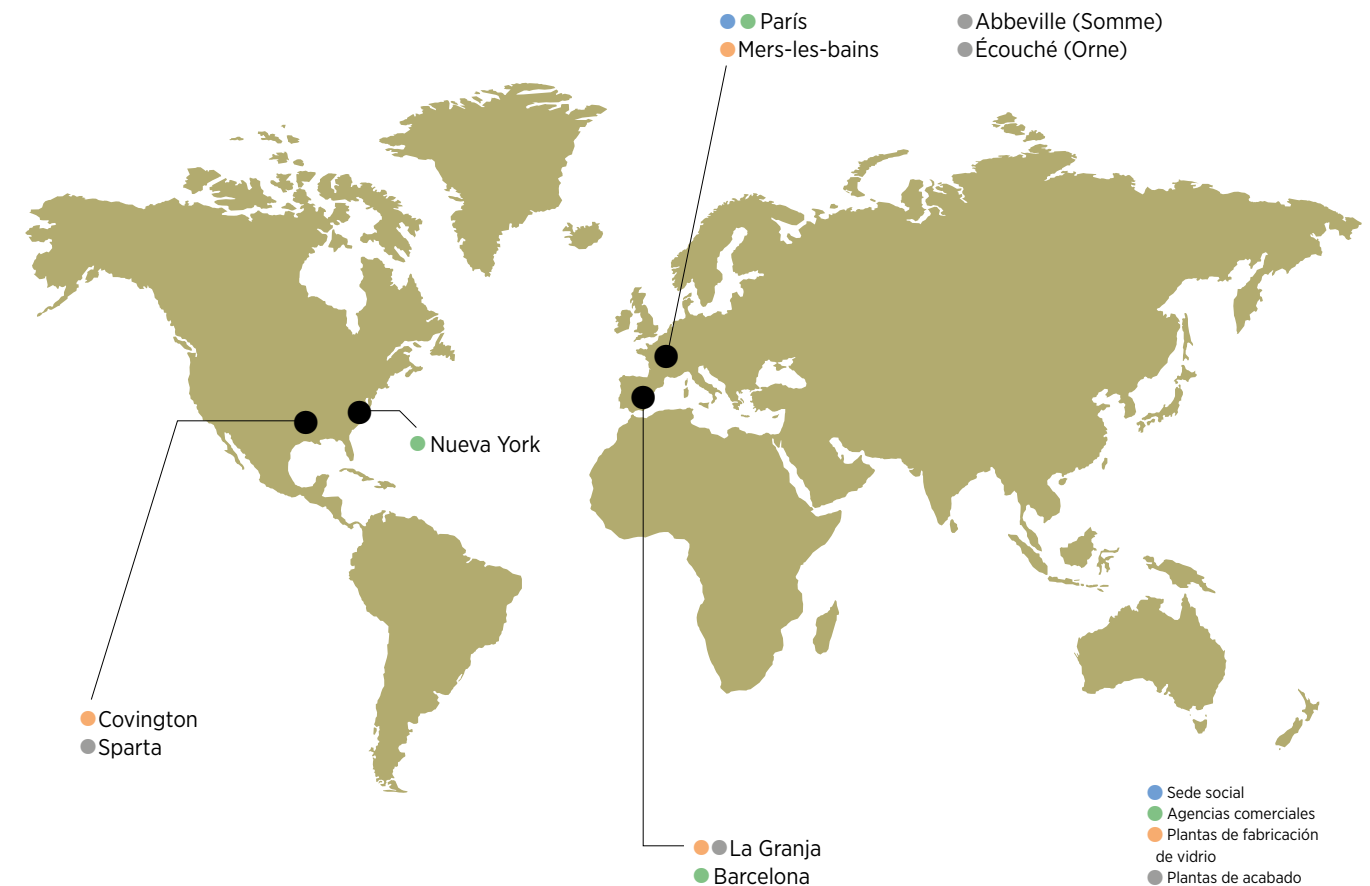 París
Mers-les-bains
Abbeville (Somme)
Écouché (Orne)
Nueva York
Covington
Sparta
La Granja
Barcelona
Sede social
Agencias comerciales
Plantas de fabricación
de vidrio
Plantas de acabado